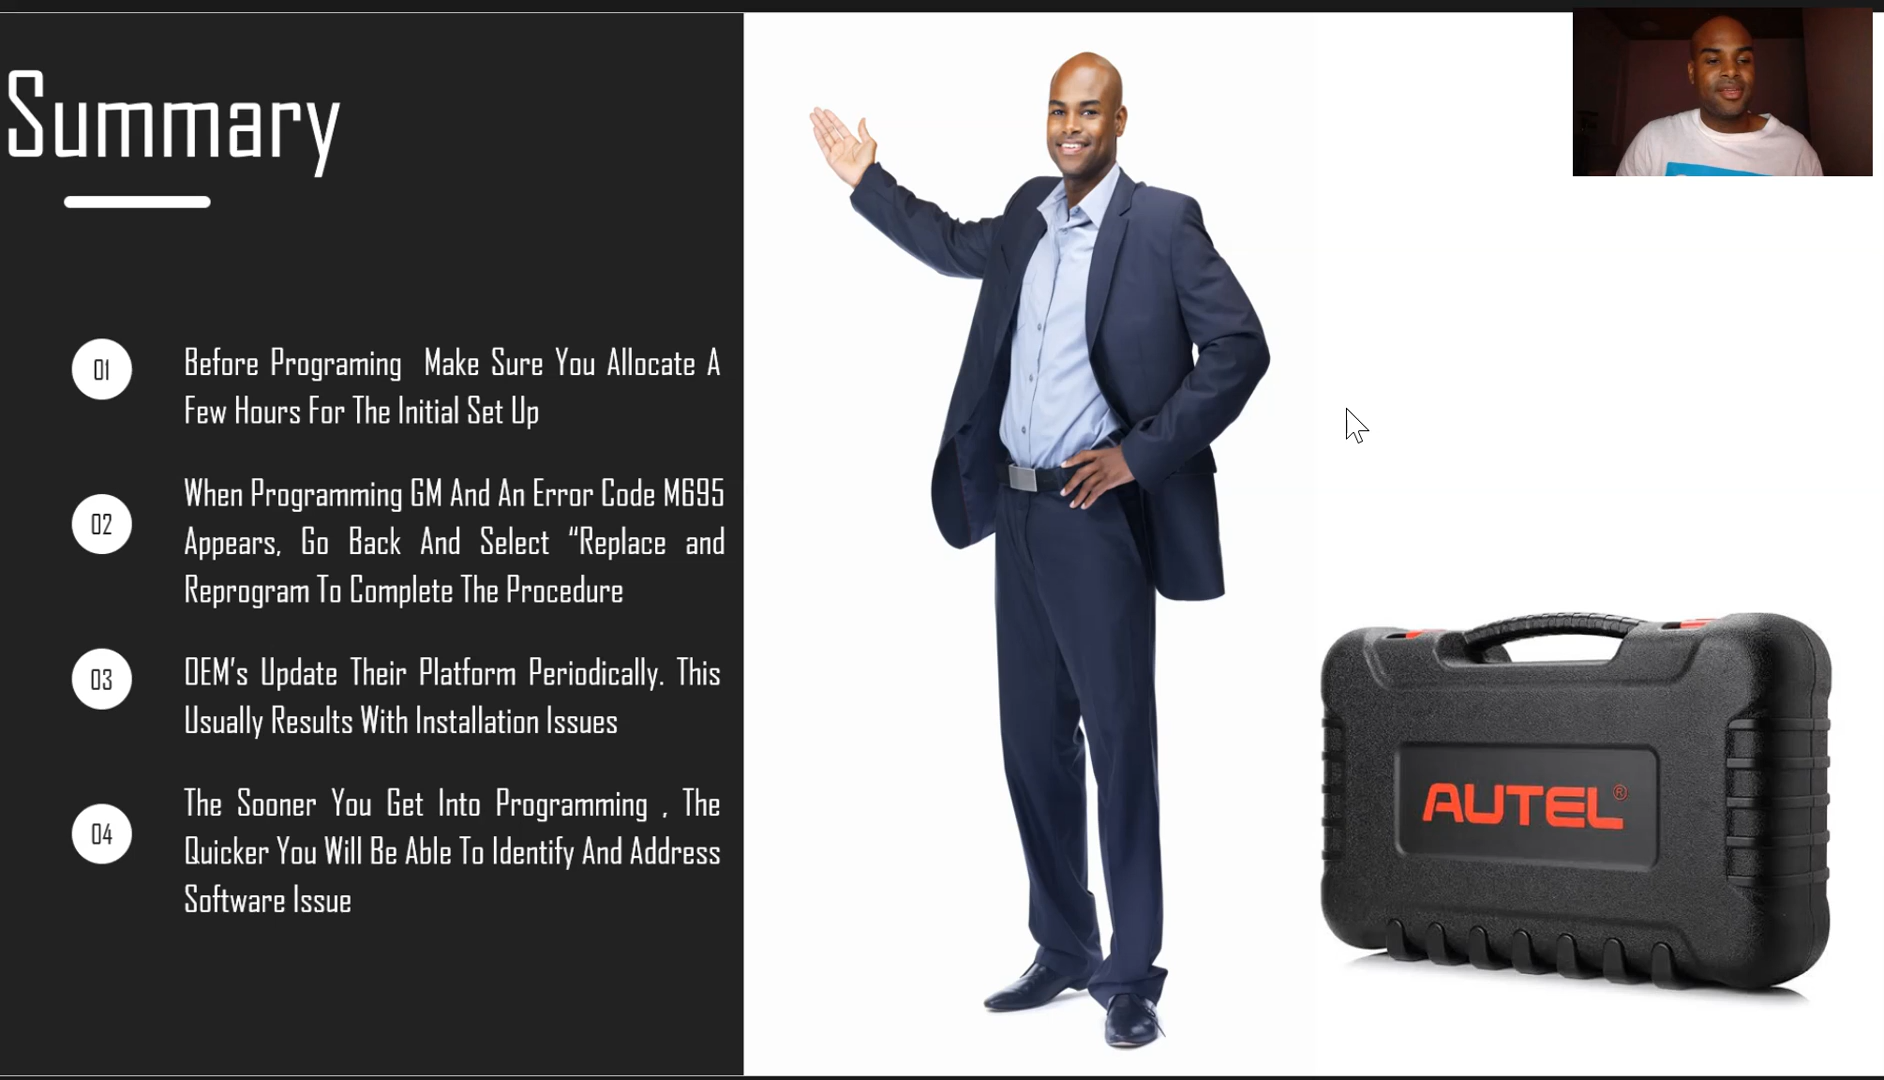 Summary
01
Before Programing Make Sure You Allocate A
Few Hours For The Initial Set Up
02
When Programming GM And An Error Code M695
Appears, Go Back And Select “Replace and
Reprogram To Complete The Procedure
03
OEM's Update Their Platform Periodically. This
Usually Results With Installation Issues
04
The Sooner You Get Into Programming , The
Quicker You Will Be Able To Identify And Address
Software Issue
AUTEL®